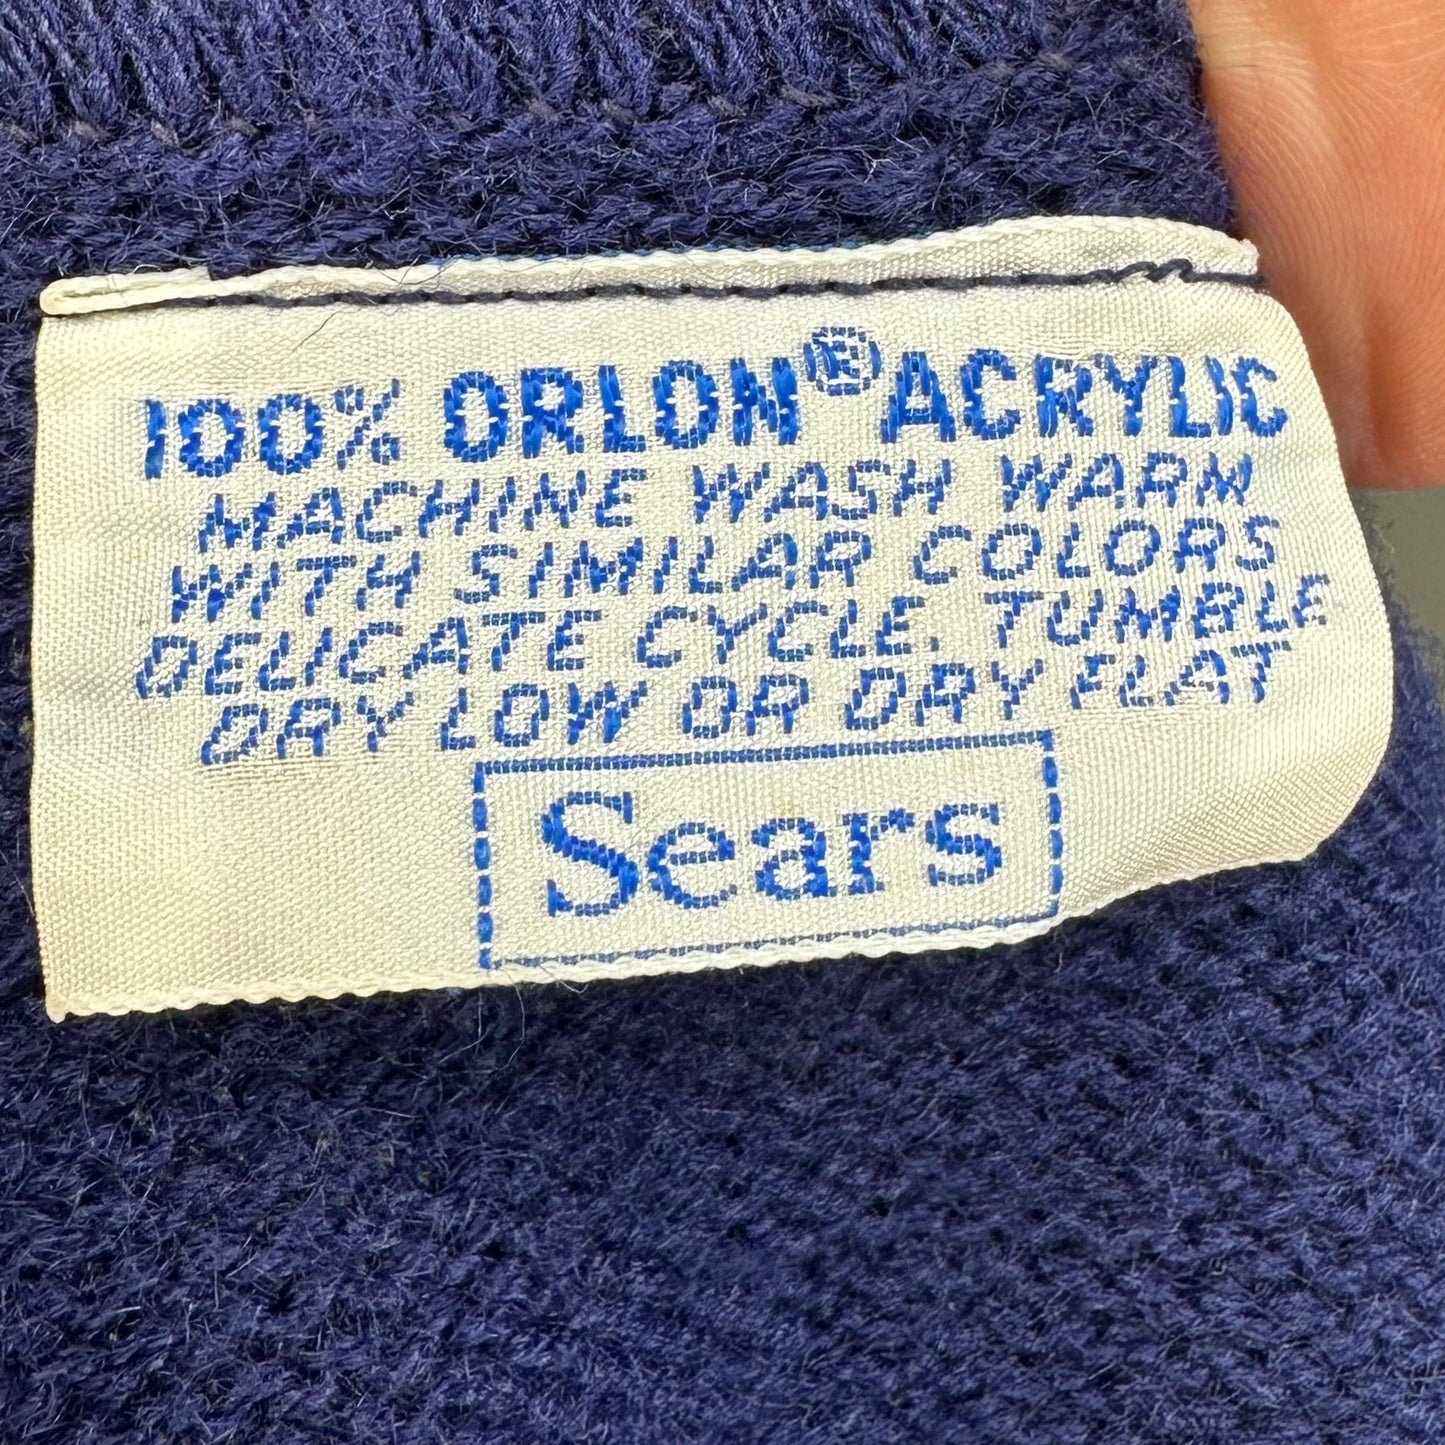 100% ORLON® ACRYLIC
MACHINE WASH WARM
WITH SIMILAR COLORS
DELICATE CYCLE. TUMBLE
DRY LOW OR DRY FLAT
Sears